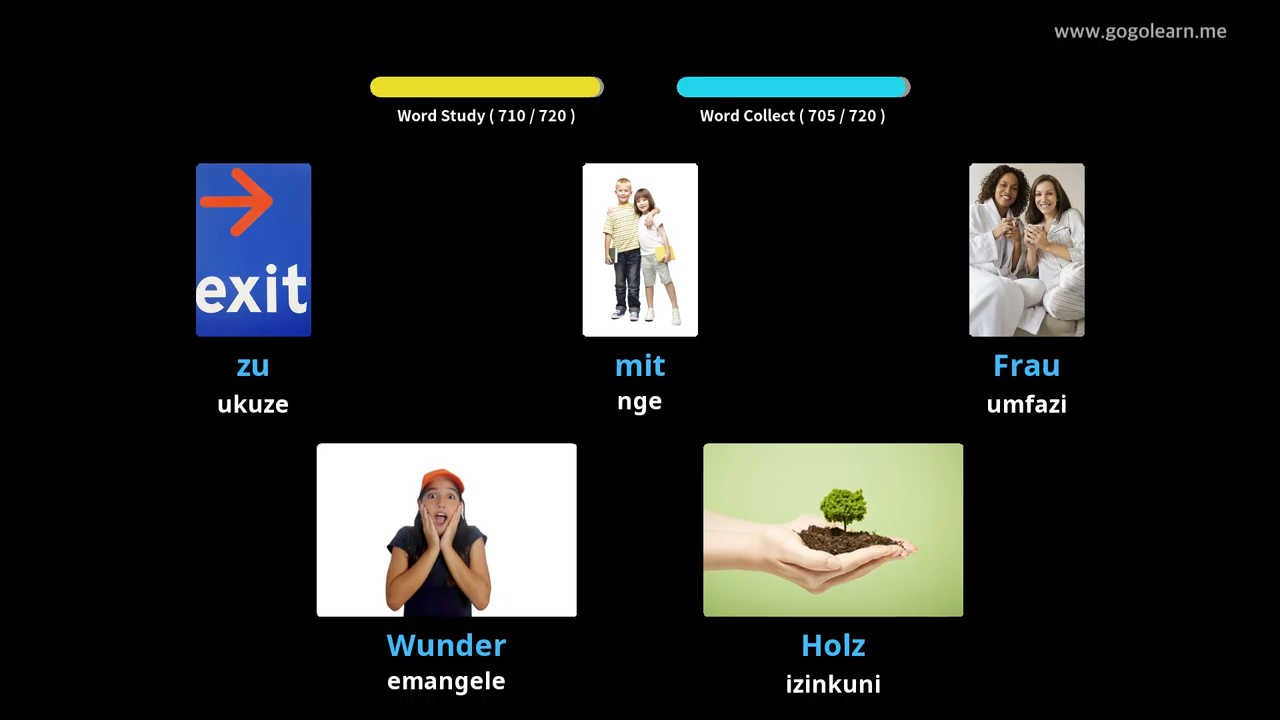 www.gogolearn.me
Word Study ( 710 / 720 )
Word Collect ( 705 / 720 )
exit
zu
ukuze
mit
nge
Frau
umfazi
Wunder
emangele
Holz
izinkuni